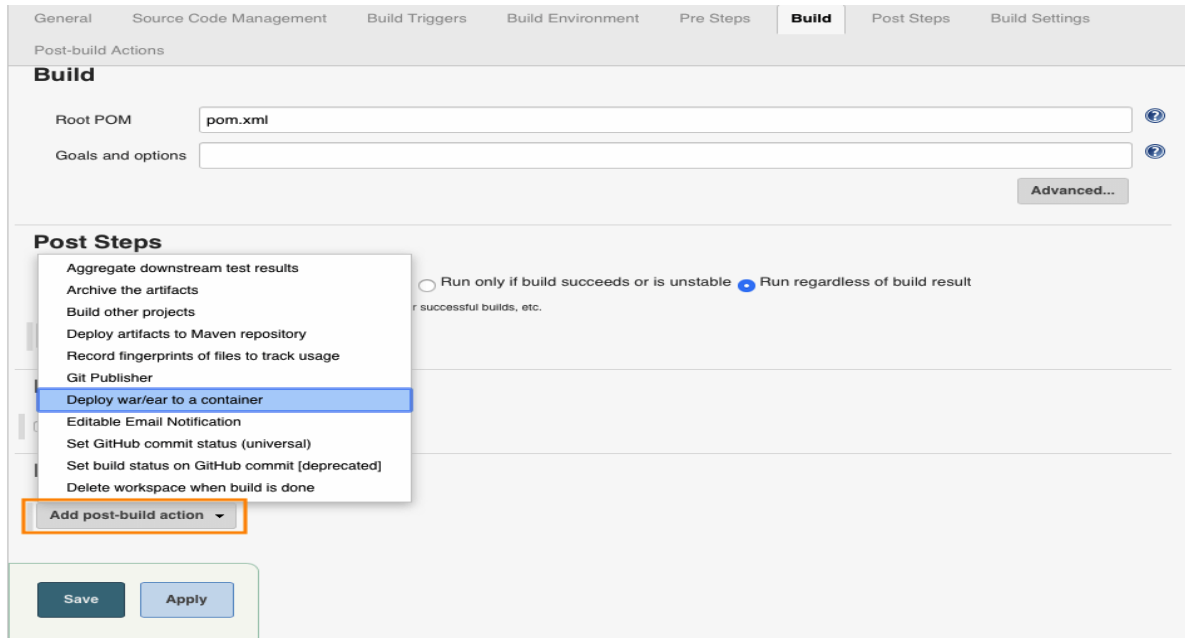 General Source Code Management Build Triggers Build Environment Pre Steps Build Post Steps Build Settings
Post-build Actions
Build
Root POM pom.xml
Goals and options
Advanced...
Post Steps
Aggregate downstream test results
Run only if build succeeds or is unstable Run regardless of build result
Archive the artifacts
successful builds, etc.
Build other projects
Deploy artifacts to Maven repository
Record fingerprints of files to track usage
Git Publisher
Deploy war/ear to a container
Editable Email Notification
Set GitHub commit status (universal)
Set build status on GitHub commit [deprecated]
Delete workspace when build is done
Add post-build action
Save Apply